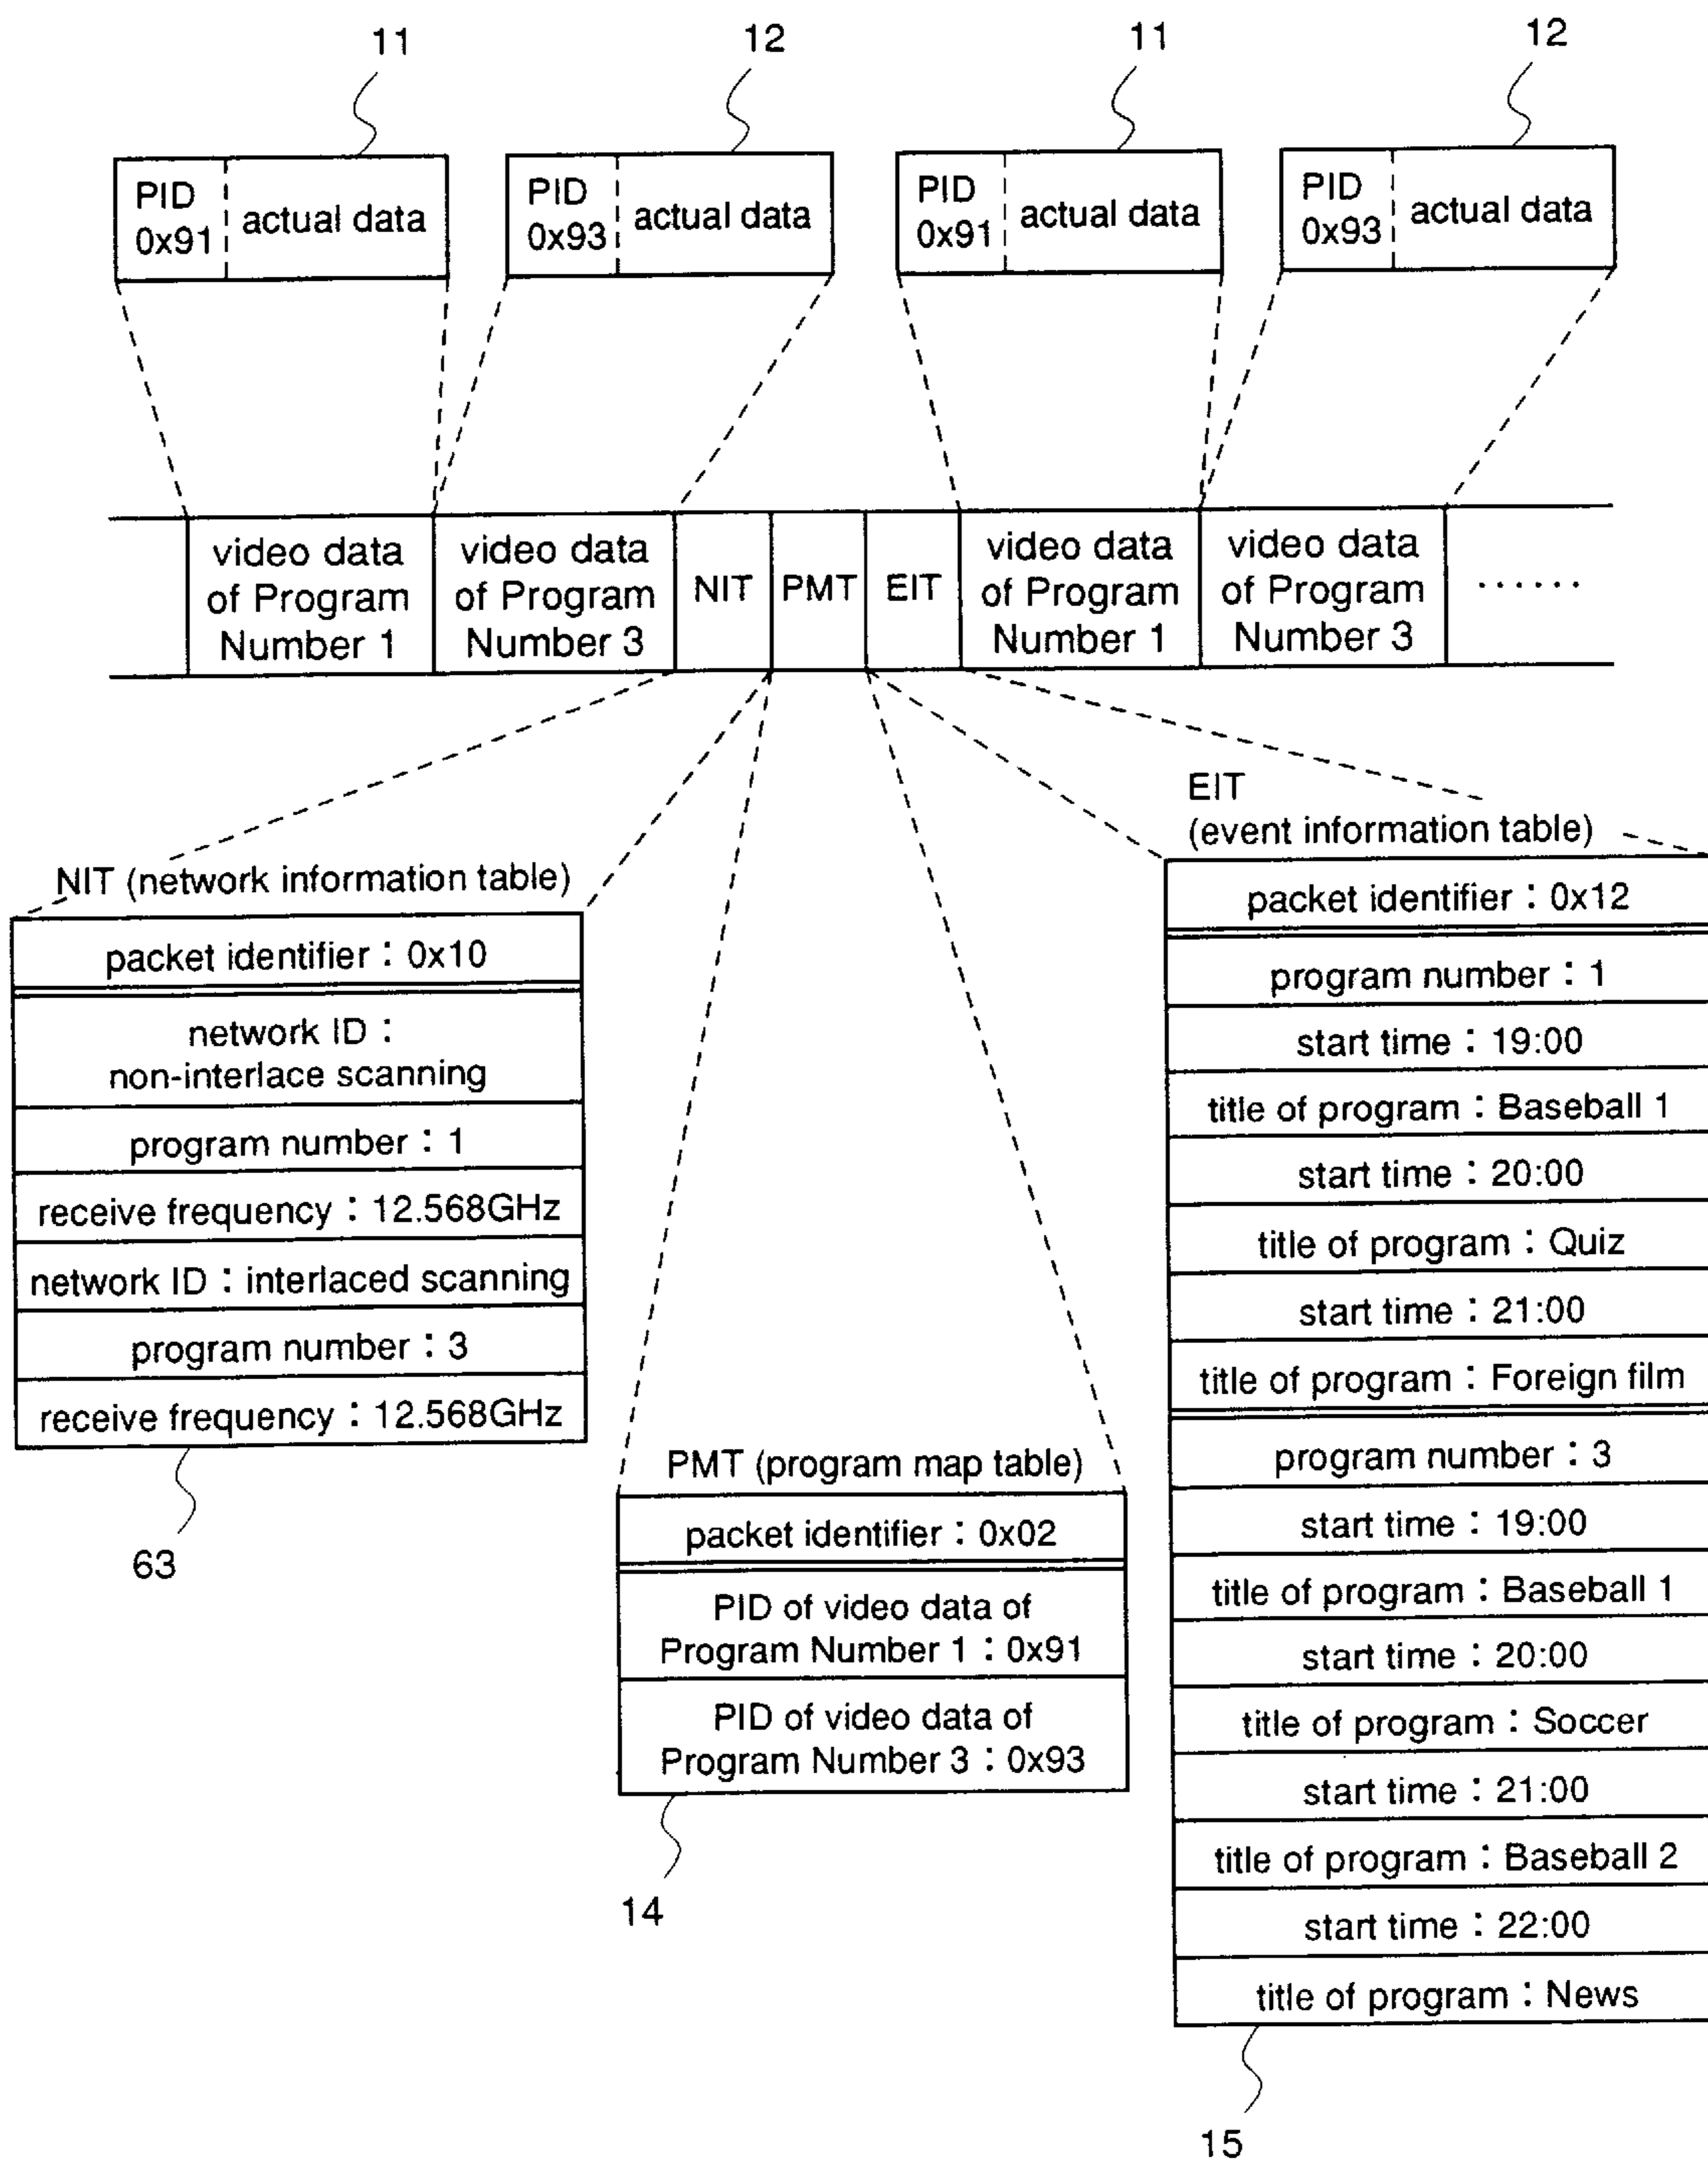 11
12
11
12
PID
0x91
actual data
PID
0x93
actual data
PID
0x91
actual data
PID
0x93
actual data
video data
of Program
Number 1
video data
of Program
Number 3
NIT
PMT
EIT
video data
of Program
Number 1
video data
of Program
Number 3
......
NIT (network information table)
packet identifier : 0x10
network ID :
non-interlace scanning
program number : 1
receive frequency : 12.568GHz
network ID : interlaced scanning
program number : 3
receive frequency : 12.568GHz
63
PMT (program map table)
packet identifier : 0x02
PID of video data of
Program Number 1 : 0x91
PID of video data of
Program Number 3 : 0x93
14
EIT
(event information table)
packet identifier : 0x12
program number : 1
start time : 19:00
title of program : Baseball 1
start time : 20:00
title of program : Quiz
start time : 21:00
title of program : Foreign film
program number : 3
start time : 19:00
title of program : Baseball 1
start time : 20:00
title of program : Soccer
start time : 21:00
title of program : Baseball 2
start time : 22:00
title of program : News
15